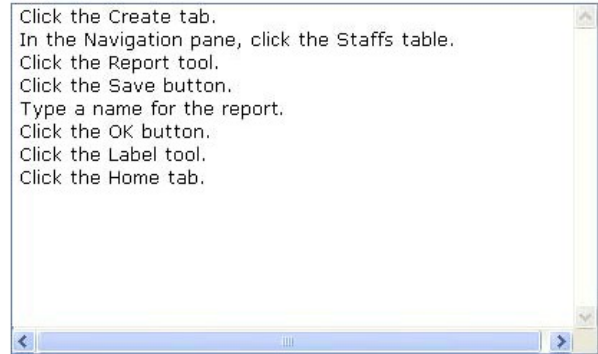 Click the Create tab.
In the Navigation pane, click the Staffs table.
Click the Report tool.
Click the Save button.
Type a name for the report.
Click the OK button.
Click the Label tool.
Click the Home tab.